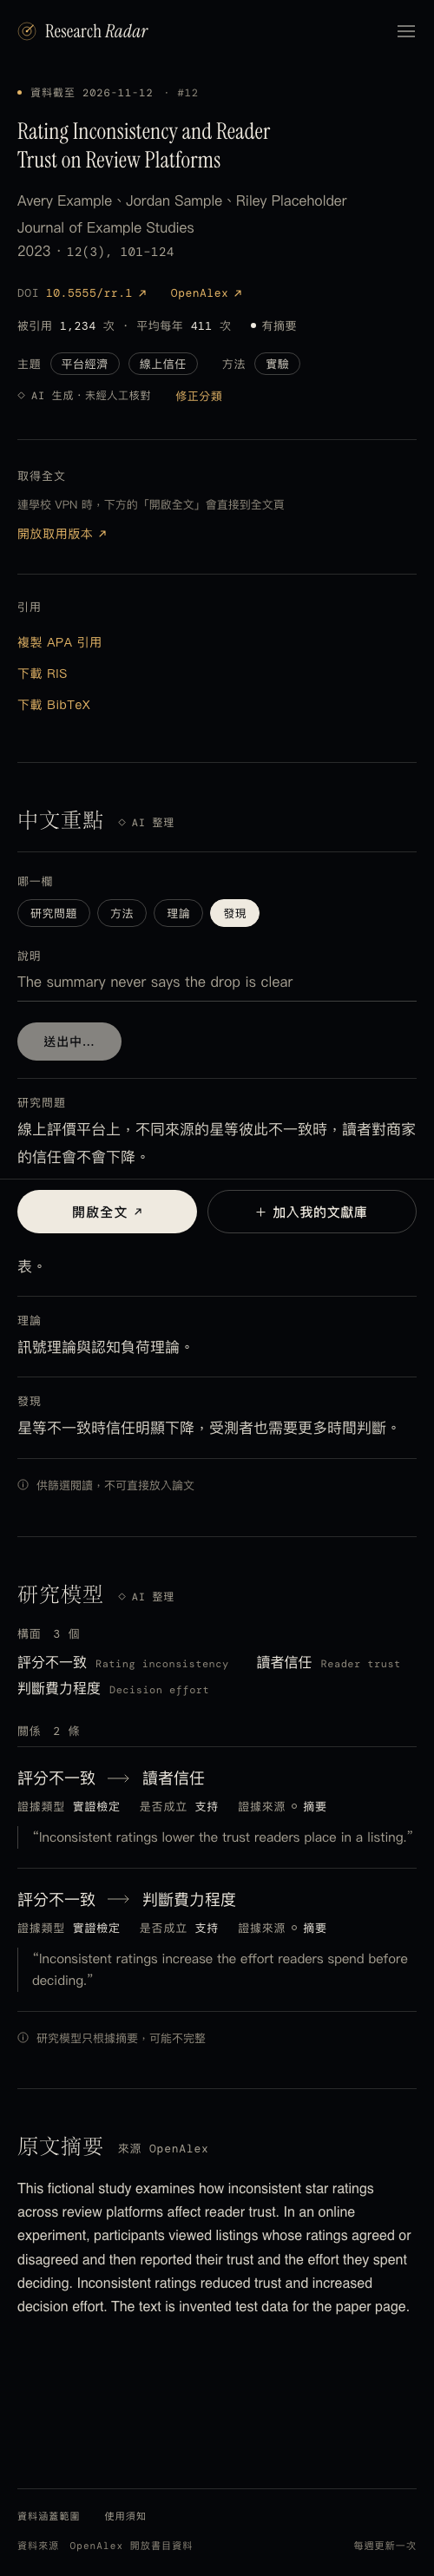 Research Radar
資料截至 2026-11-12 · #12
Rating Inconsistency and Reader
Trust on Review Platforms
Avery Example、Jordan Sample、Riley Placeholder
Journal of Example Studies
2023 · 12(3), 101–124
DOI 10.5555/rr.1 ↗ OpenAlex ↗
被引用 1,234 次 · 平均每年 411 次 有摘要
主題 平台經濟 線上信任 方法 實驗
◇ AI 生成・未經人工核對 修正分類
取得全文
連學校 VPN 時，下方的「開啟全文」會直接到全文頁
開放取用版本 ↗
引用
複製 APA 引用
下載 RIS
下載 BibTeX
中文重點 ◇ AI 整理
哪一欄
研究問題 方法 理論 發現
說明
The summary never says the drop is clear
送出中…
研究問題
線上評價平台上，不同來源的星等彼此不一致時，讀者對商家
的信任會不會下降。
開啟全文 ↗ ＋ 加入我的文獻庫
表。
理論
訊號理論與認知負荷理論。
發現
星等不一致時信任明顯下降，受測者也需要更多時間判斷。
ⓘ 供篩選閱讀，不可直接放入論文
研究模型 ◇ AI 整理
構面 3 個
評分不一致 Rating inconsistency 讀者信任 Reader trust
判斷費力程度 Decision effort
關係 2 條
評分不一致 → 讀者信任
證據類型 實證檢定 是否成立 支持 證據來源 ○ 摘要
“Inconsistent ratings lower the trust readers place in a listing.”
評分不一致 → 判斷費力程度
證據類型 實證檢定 是否成立 支持 證據來源 ○ 摘要
“Inconsistent ratings increase the effort readers spend before
deciding.”
ⓘ 研究模型只根據摘要，可能不完整
原文摘要 來源 OpenAlex
This fictional study examines how inconsistent star ratings
across review platforms affect reader trust. In an online
experiment, participants viewed listings whose ratings agreed or
disagreed and then reported their trust and the effort they spent
deciding. Inconsistent ratings reduced trust and increased
decision effort. The text is invented test data for the paper page.
資料涵蓋範圍 使用須知
資料來源 OpenAlex 開放書目資料 每週更新一次